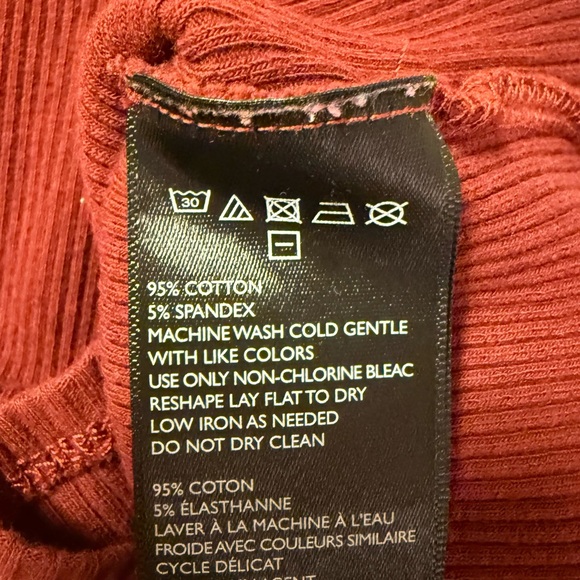 30
95% COTTON
5% SPANDEX
MACHINE WASH COLD GENTLE
WITH LIKE COLORS
USE ONLY NON-CHLORINE BLEAC
RESHAPE LAY FLAT TO DRY
LOW IRON AS NEEDED
DO NOT DRY CLEAN
95% COTON
5% ÉLASTHANNE
LAVER À LA MACHINE À L'EAU
FROIDE AVEC COULEURS SIMILAIRE
CYCLE DÉLICAT